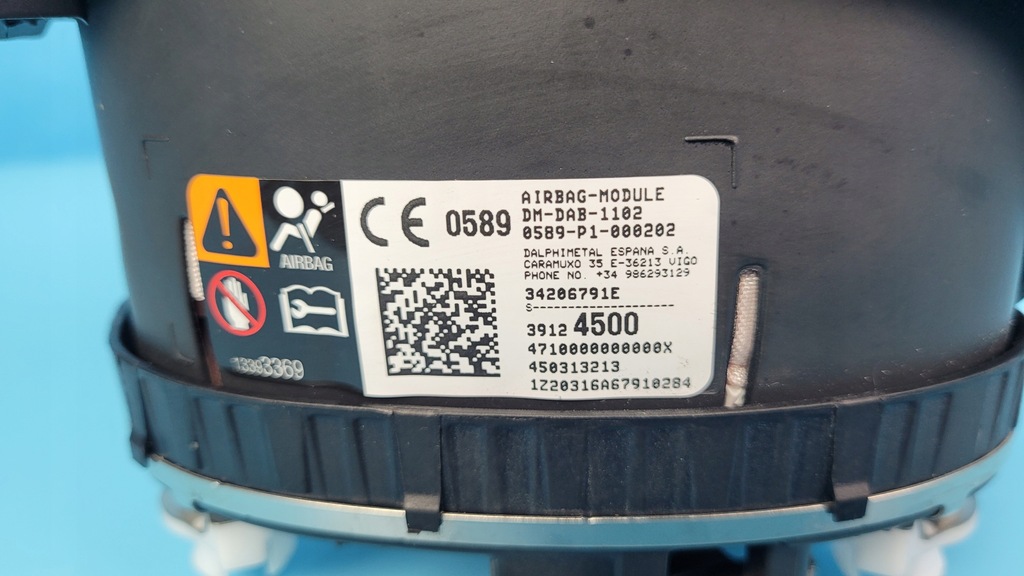 AIRBAG
13393369
CE 0589
AIRBAG-MODULE
DM-DAB-1102
0589-P1-000202
DALPHIMETAL ESPANA S.A.
CARAMUXO 35 E-36213 VIGO
PHONE NO. +34 986293129
34206791E
S--------------------
3912 4500
4710000000000X
450313213
1Z20316A67910284